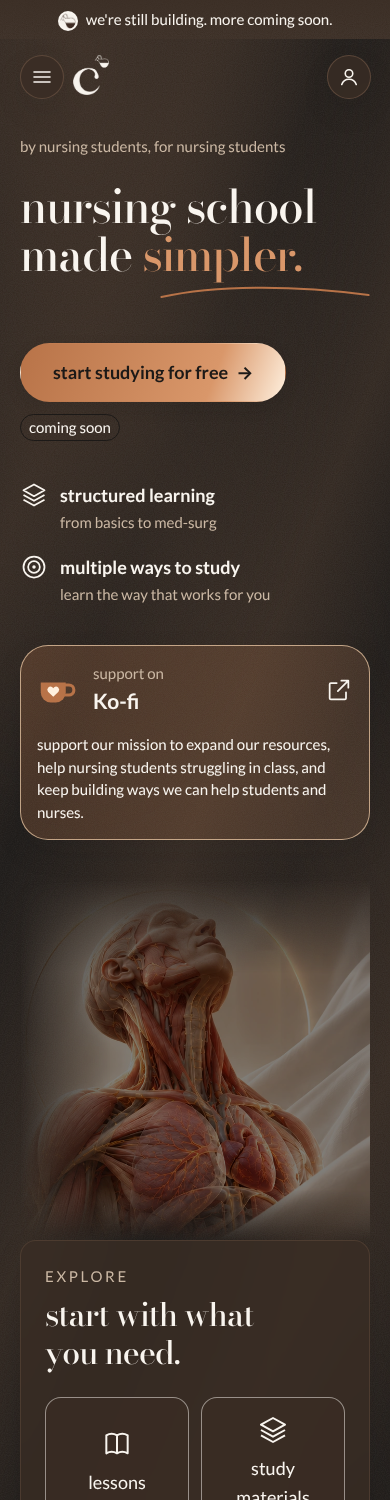 we're still building. more coming soon.
c
by nursing students, for nursing students
nursing school
made simpler.
start studying for free →
coming soon
structured learning
from basics to med-surg
multiple ways to study
learn the way that works for you
support on
Ko-fi
support our mission to expand our resources,
help nursing students struggling in class, and
keep building ways we can help students and
nurses.
EXPLORE
start with what
you need.
lessons
study
materials